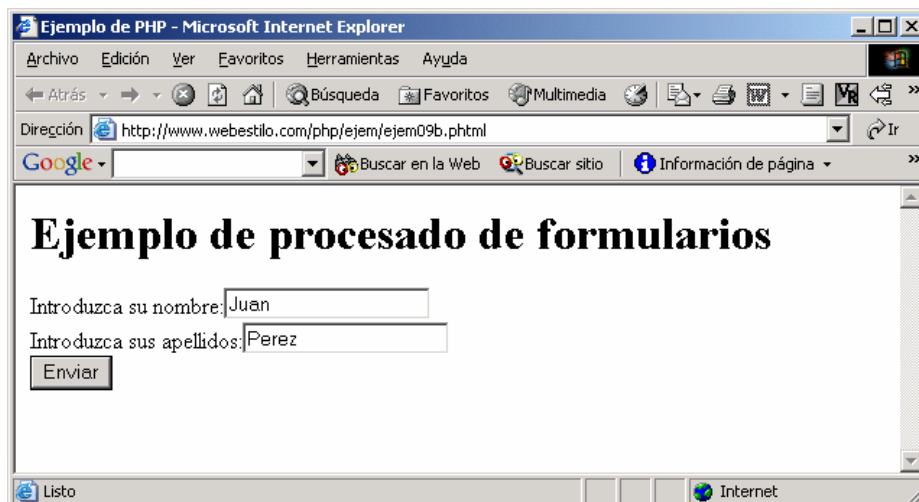 Ejemplo de PHP - Microsoft Internet Explorer
Archivo Edición Ver Favoritos Herramientas Ayuda
Atrás Búsqueda Favoritos Multimedia
Dirección http://www.webestilo.com/php/ejem/ejem09b.phtml Ir
Google Buscar en la Web Buscar sitio Información de página
Ejemplo de procesado de formularios
Introduzca su nombre: Juan
Introduzca sus apellidos: Perez
Enviar
Listo Internet